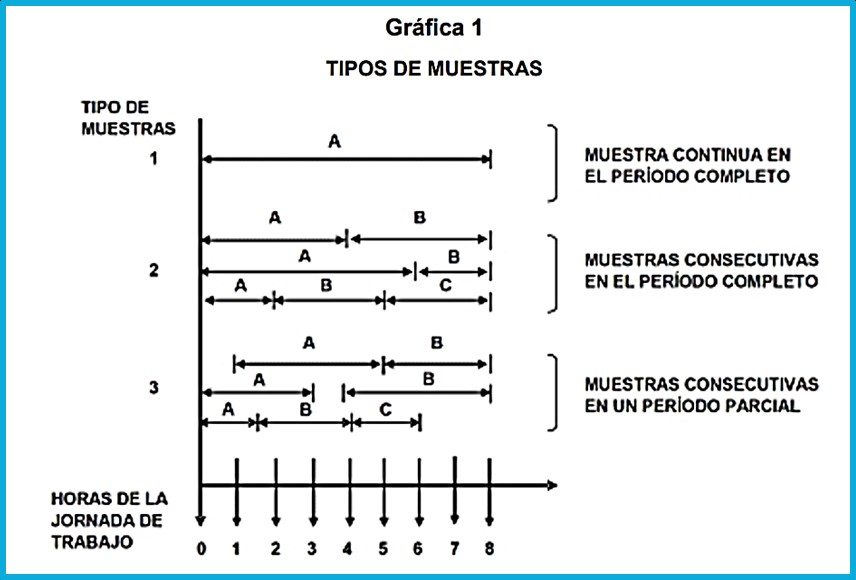 Gráfica 1
TIPOS DE MUESTRAS
TIPO DE
MUESTRAS
A
1
MUESTRA CONTINUA EN
EL PERÍODO COMPLETO
A B
A B
2
A B C
MUESTRAS CONSECUTIVAS
EN EL PERÍODO COMPLETO
A B
3
A B
A B C
MUESTRAS CONSECUTIVAS
EN UN PERÍODO PARCIAL
HORAS DE LA
JORNADA DE
TRABAJO
0 1 2 3 4 5 6 7 8